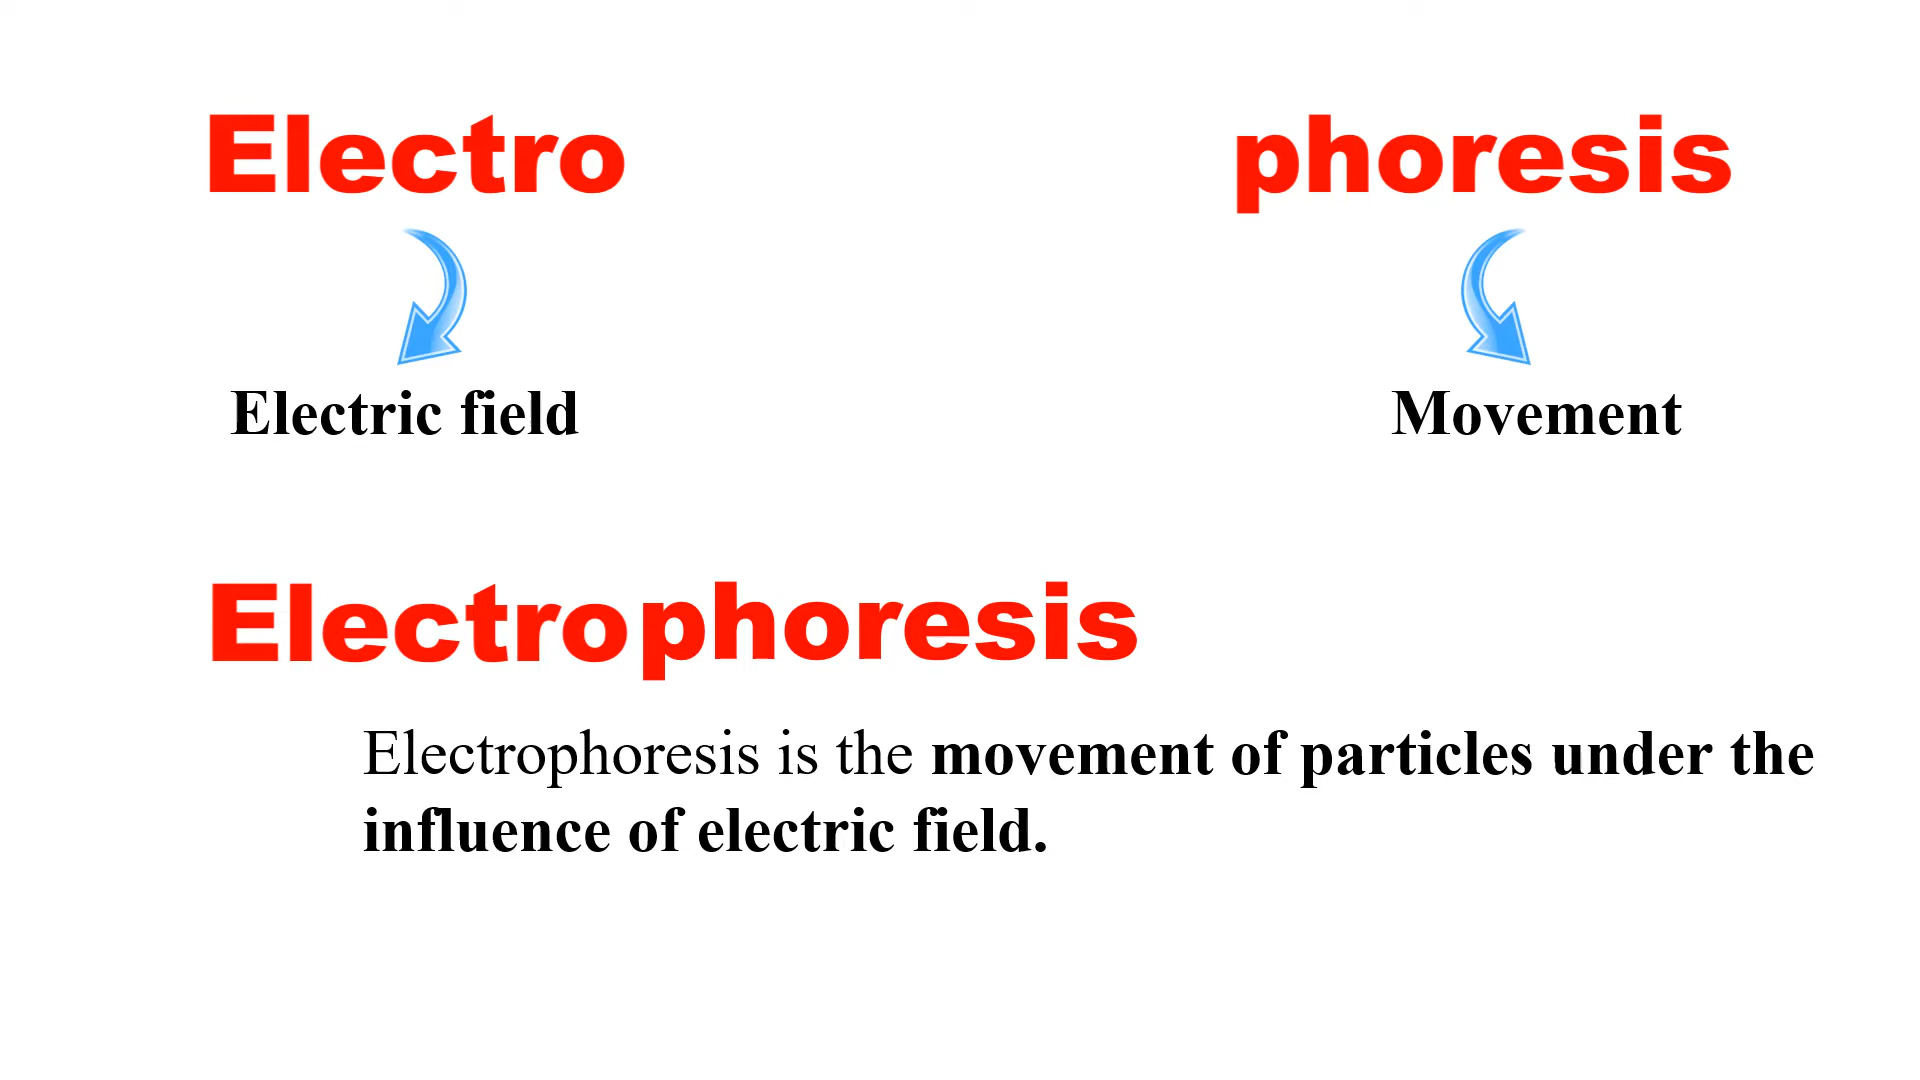 Electro phoresis
Electric field Movement
Electrophoresis
Electrophoresis is the movement of particles under the
influence of electric field.